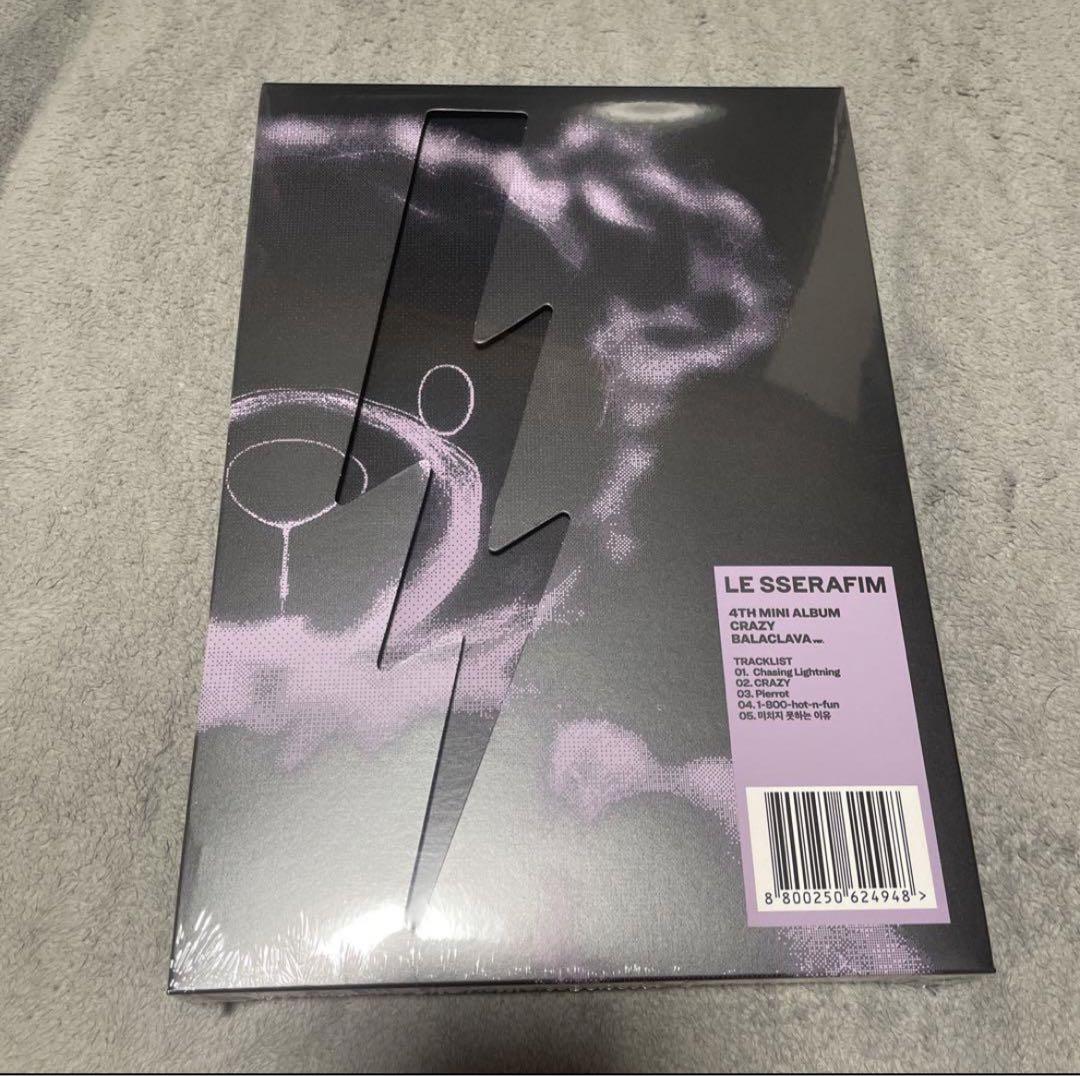 LE SSERAFIM
4TH MINI ALBUM
CRAZY
BALACLAVA ver.
TRACKLIST
01. Chasing Lightning
02. CRAZY
03. Pierrot
04. 1-800-hot-n-fun
05. 미치지 못하는 이유
8 800250 624948 >